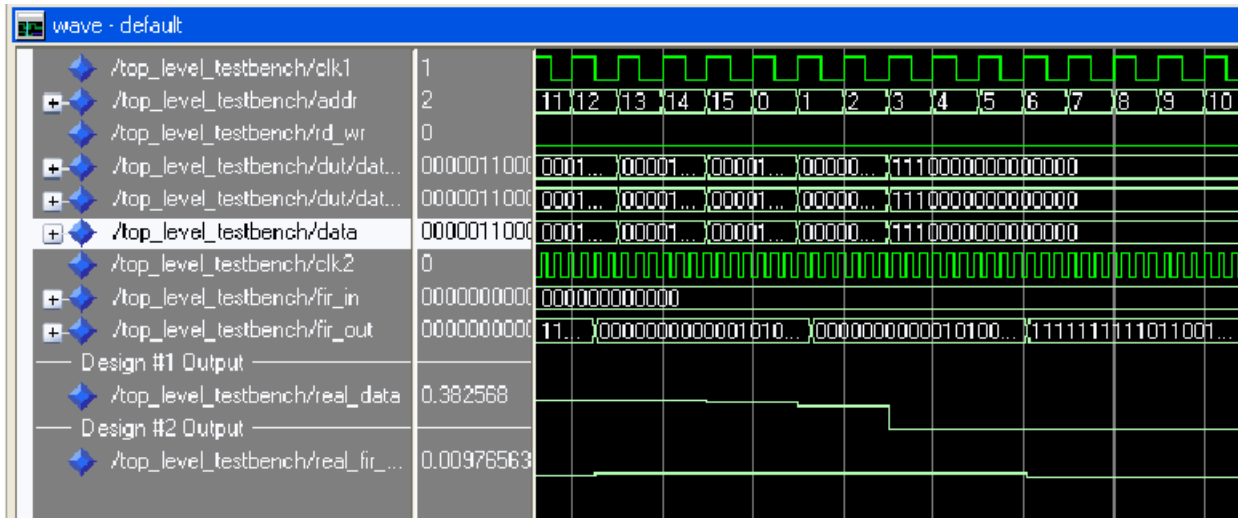 wave - default
/top_level_testbench/clk1 1
/top_level_testbench/addr 2 11 12 13 14 15 0 1 2 3 4 5 6 7 8 9 10
/top_level_testbench/rd_wr 0
/top_level_testbench/dut/dat... 0000011000 0001... 00001... 00001... 00000... 1110000000000000
/top_level_testbench/dut/dat... 0000011000 0001... 00001... 00001... 00000... 1110000000000000
/top_level_testbench/data 0000011000 0001... 00001... 00001... 00000... 1110000000000000
/top_level_testbench/clk2 0
/top_level_testbench/fir_in 0000000000 000000000000
/top_level_testbench/fir_out 0000000000 11... 0000000000001010... 0000000000010100... 1111111111011001...
Design #1 Output
/top_level_testbench/real_data 0.382568
Design #2 Output
/top_level_testbench/real_fir_... 0.00976563